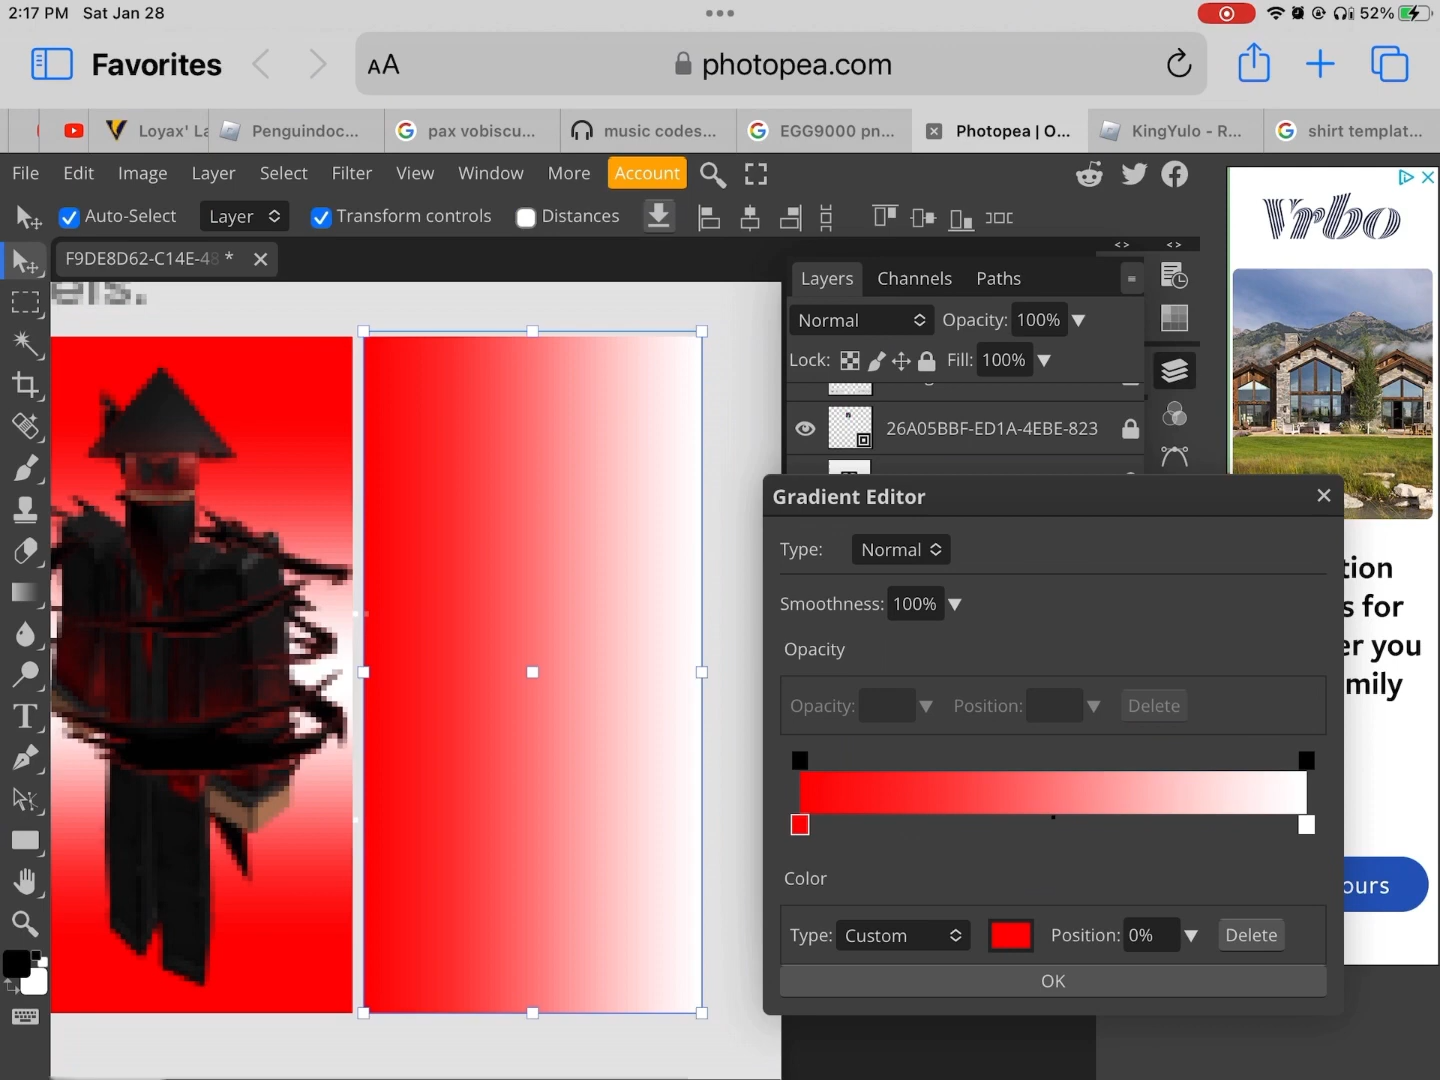 2:17 PM Sat Jan 28
52%
Favorites
AA
photopea.com
Loyax' La
Penguindoc...
pax vobiscu...
music codes...
EGG9000 pn...
Photopea | O...
KingYulo - R...
shirt templat...
File Edit Image Layer Select Filter View Window More Account
Auto-Select Layer Transform controls Distances
F9DE8D62-C14E-48 *
ers.
< > < >
Layers Channels Paths
Normal Opacity: 100%
Lock: Fill: 100%
26A05BBF-ED1A-4EBE-823
Gradient Editor
Type: Normal
Smoothness: 100%
Opacity
Opacity: Position: Delete
Color
Type: Custom Position: 0% Delete
OK
T
Vrbo
tion
s for
er you
mily
ours